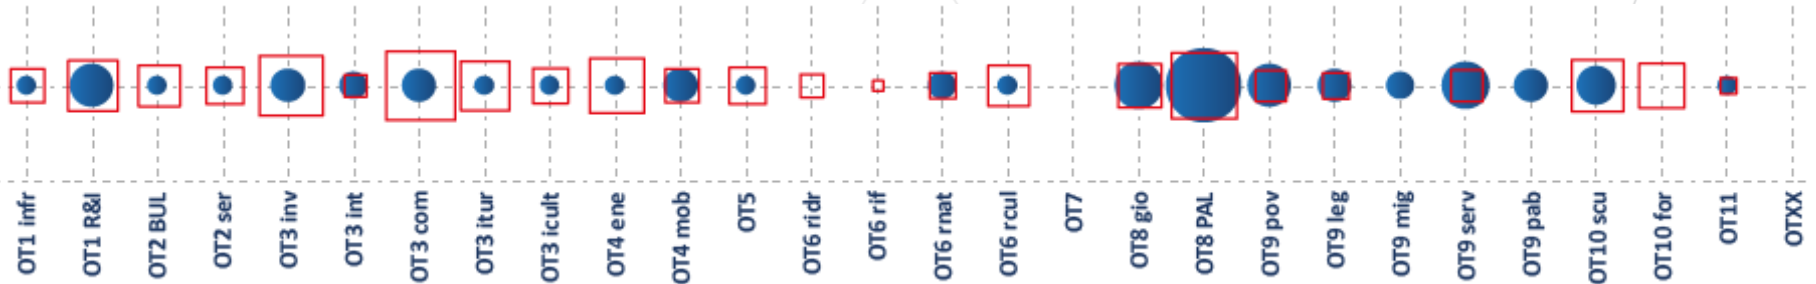 OT1 infr
OT1 R&I
OT2 BUL
OT2 ser
OT3 inv
OT3 int
OT3 com
OT3 itur
OT3 icult
OT4 ene
OT4 mob
OT5
OT6 ridr
OT6 rif
OT6 rnat
OT6 rcul
OT7
OT8 gio
OT8 PAL
OT9 pov
OT9 leg
OT9 mig
OT9 serv
OT9 pab
OT10 scu
OT10 for
OT11
OTXX